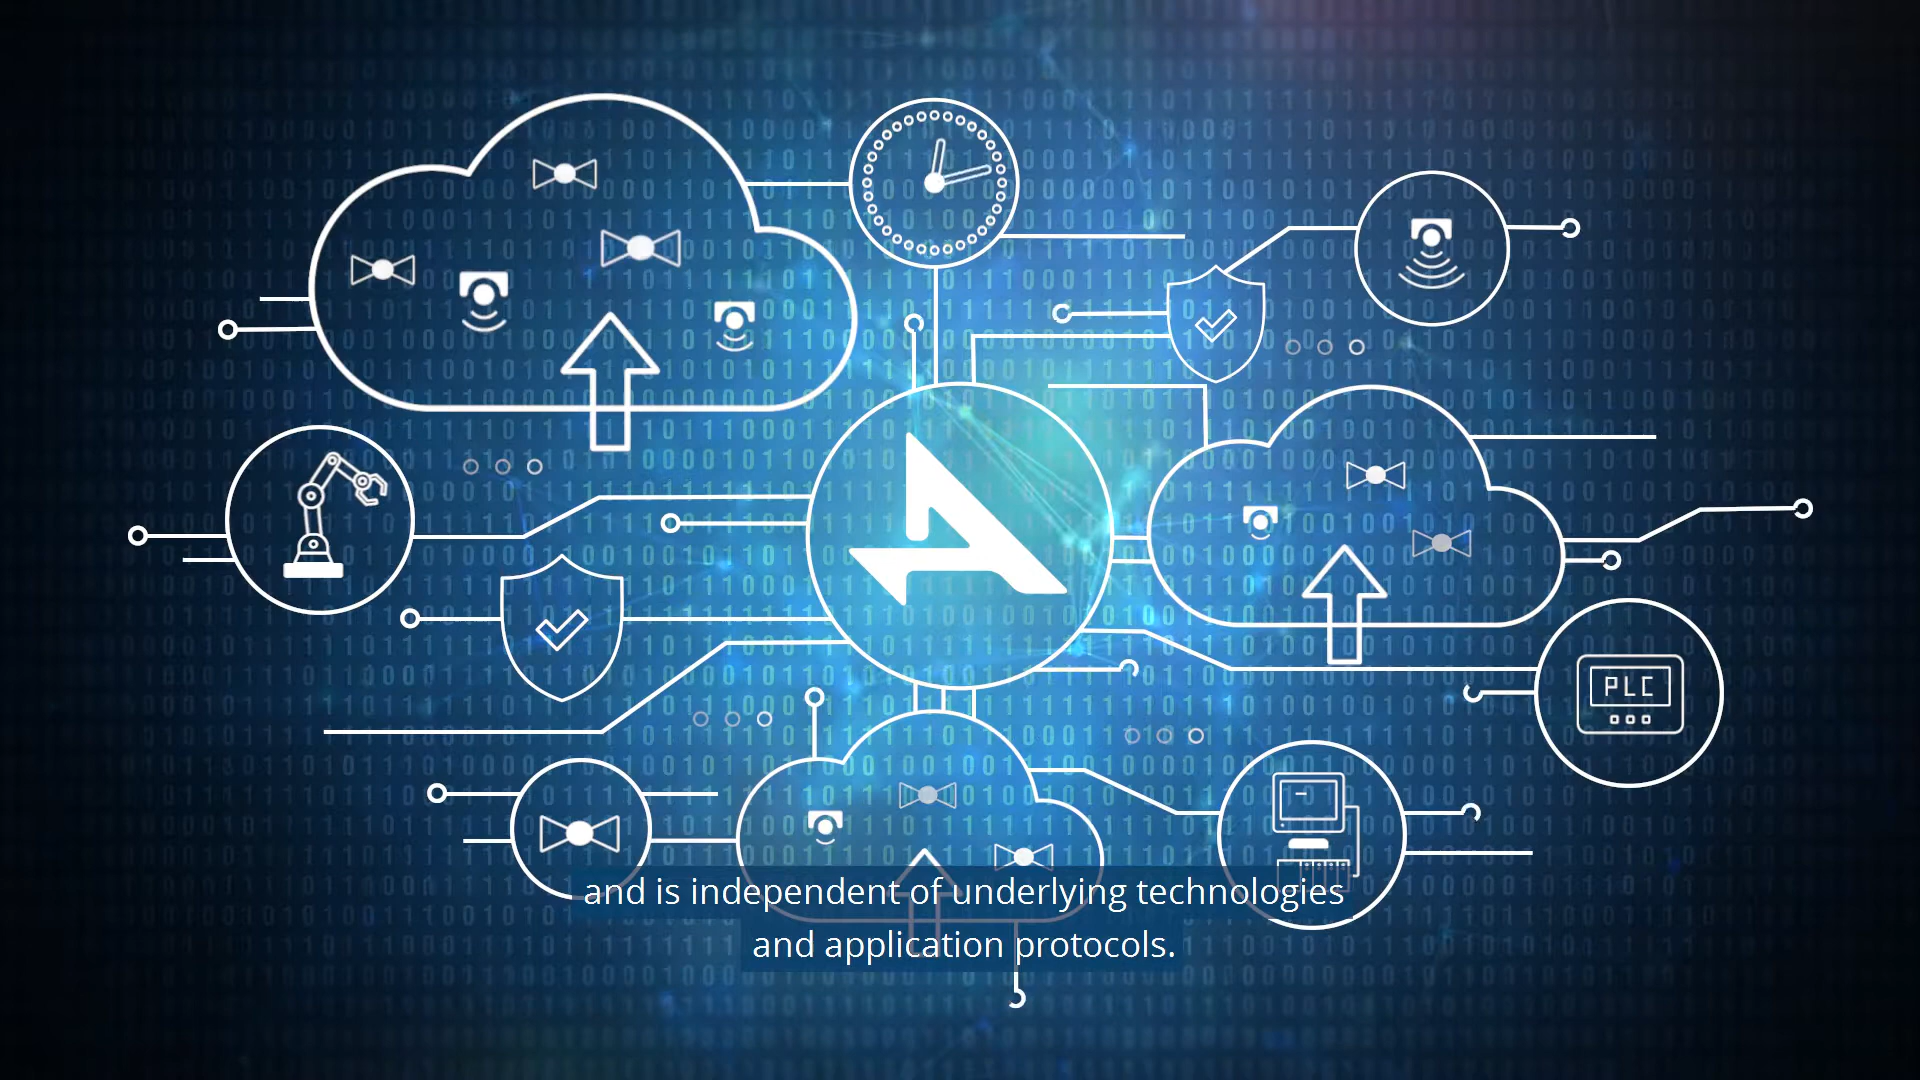 PLC
and is independent of underlying technologies
and application protocols.